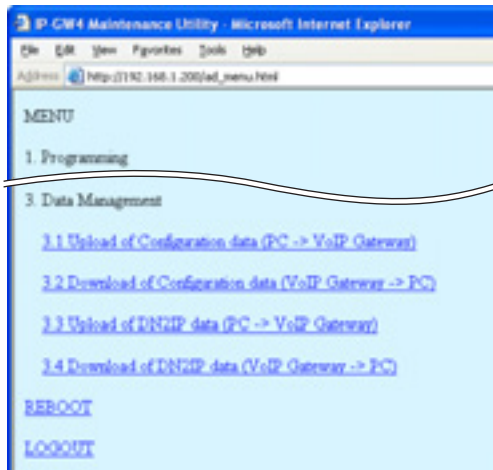 IP-GW4 Maintenance Utility - Microsoft Internet Explorer
File Edit View Favorites Tools Help
Address http://192.168.1.200/ad_menu.html
MENU
1. Programming
3. Data Management
3.1 Upload of Configuration data (PC -> VoIP Gateway)
3.2 Download of Configuration data (VoIP Gateway -> PC)
3.3 Upload of DN2IP data (PC -> VoIP Gateway)
3.4 Download of DN2IP data (VoIP Gateway -> PC)
REBOOT
LOGOUT